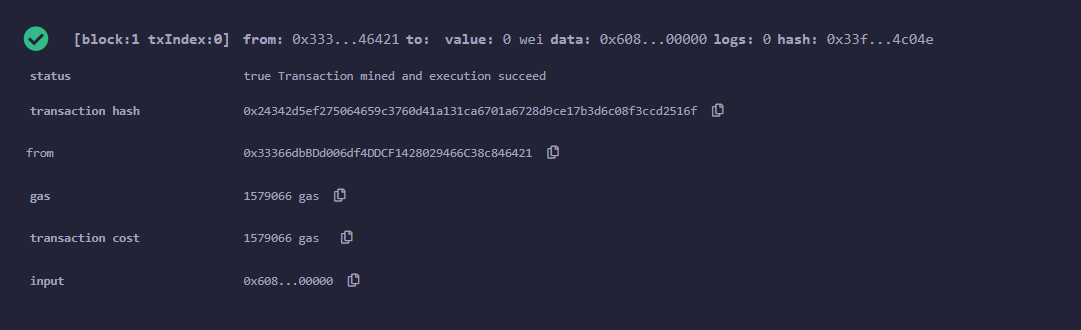 [block:1 txIndex:0] from: 0x333...46421 to: value: 0 wei data: 0x608...00000 logs: 0 hash: 0x33f...4c04e
status true Transaction mined and execution succeed
transaction hash 0x24342d5ef275064659c3760d41a131ca6701a6728d9ce17b3d6c08f3ccd2516f
from 0x33366dbBDd006df4DDCF1428029466C38c846421
gas 1579066 gas
transaction cost 1579066 gas
input 0x608...00000